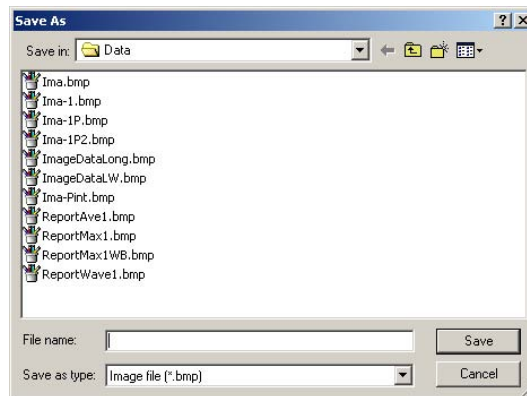 Save As
Save in: Data
Ima.bmp
Ima-1.bmp
Ima-1P.bmp
Ima-1P2.bmp
ImageDataLong.bmp
ImageDataLW.bmp
Ima-Pint.bmp
ReportAve1.bmp
ReportMax1.bmp
ReportMax1WB.bmp
ReportWave1.bmp
File name:
Save
Save as type: Image file (*.bmp)
Cancel